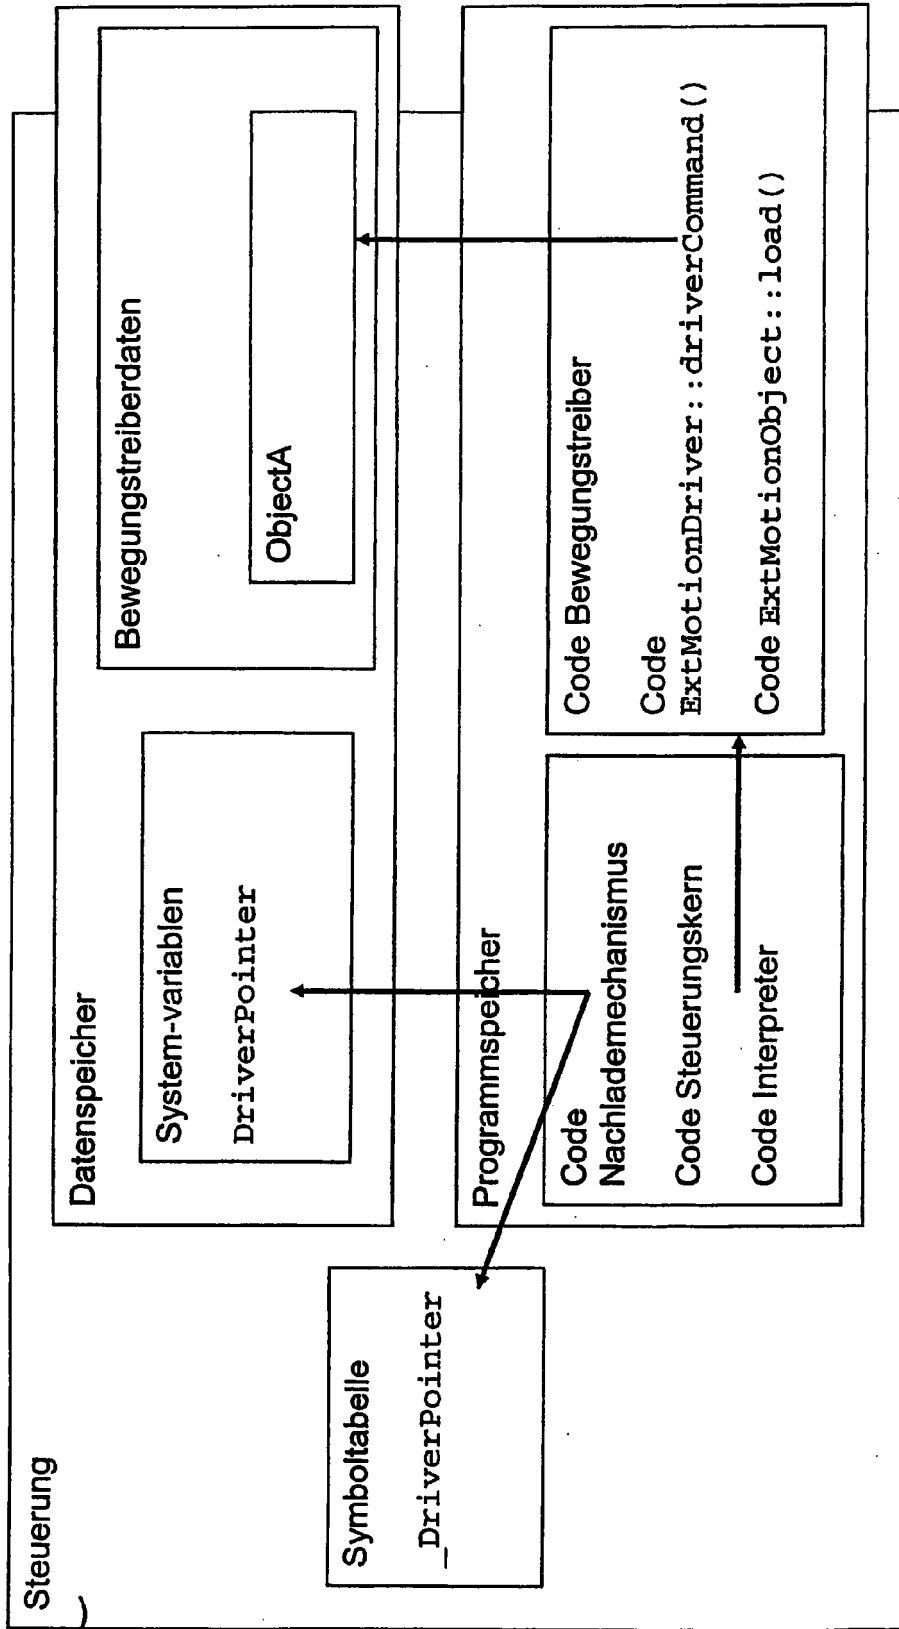 Steuerung
Symboltabelle
_DriverPointer
Datenspeicher
System-variablen
DriverPointer
Bewegungstreiberdaten
ObjectA
Programmspeicher
Code
Nachlademechanismus
Code Steuerungskern
Code Interpreter
Code Bewegungstreiber
Code
ExtMotionDriver::driverCommand()
Code ExtMotionObject::load()